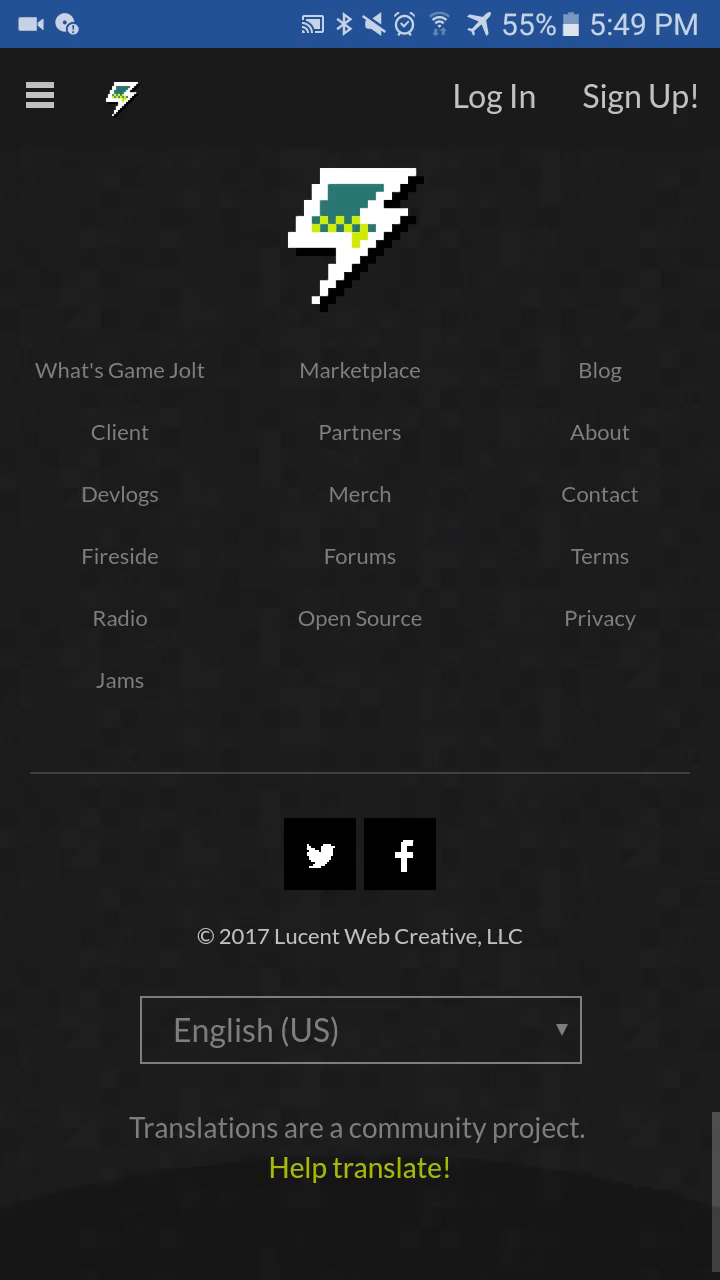 55% 5:49 PM
Log In Sign Up!
What's Game Jolt Marketplace Blog
Client Partners About
Devlogs Merch Contact
Fireside Forums Terms
Radio Open Source Privacy
Jams
© 2017 Lucent Web Creative, LLC
English (US)
Translations are a community project.
Help translate!